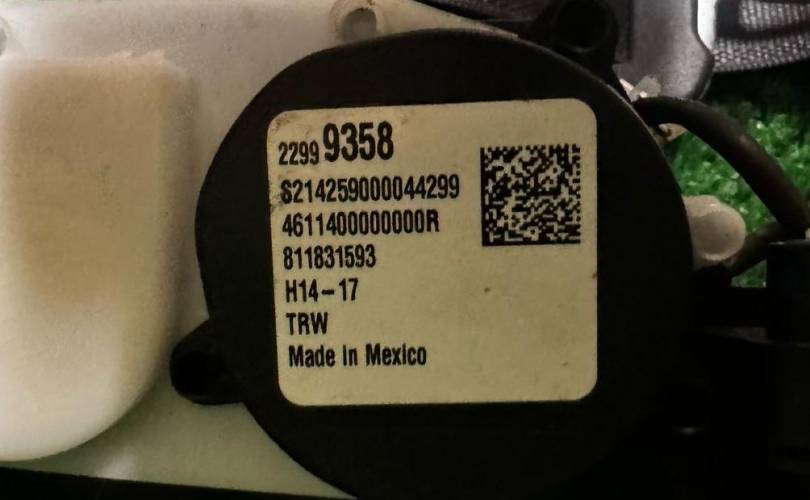 2299 9358
S214259000044299
4611400000000R
811831593
H14-17
TRW
Made in Mexico